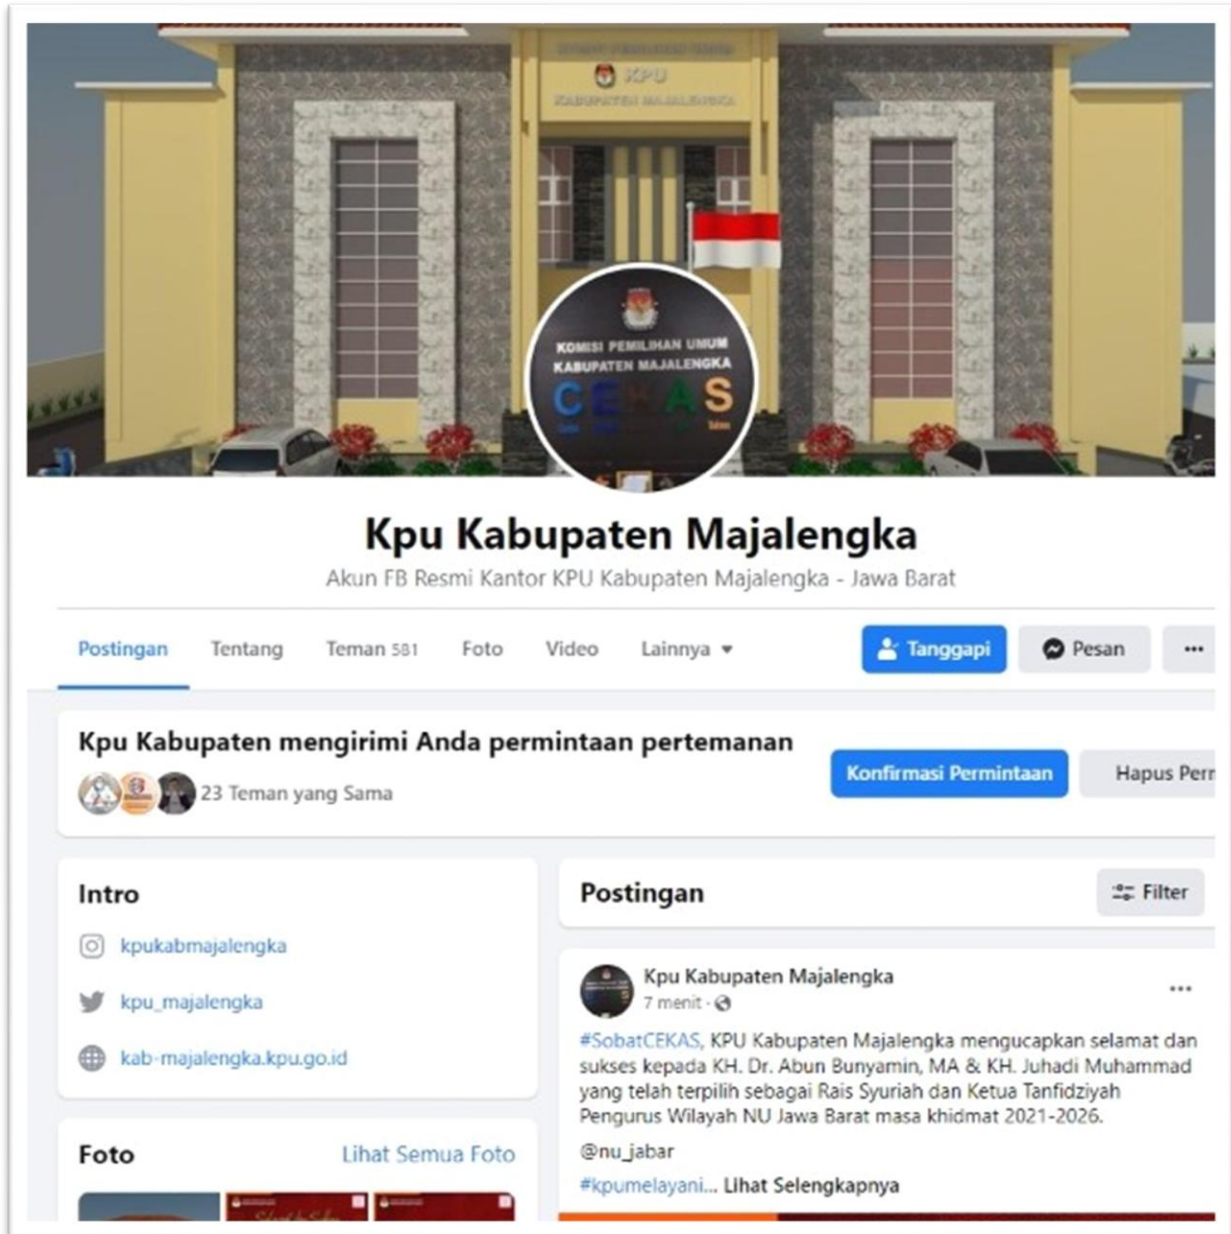 KPU
KABUPATEN MAJALENGKA
KOMISI PEMILIHAN UMUM
KABUPATEN MAJALENGKA
CEKAS
Kpu Kabupaten Majalengka
Akun FB Resmi Kantor KPU Kabupaten Majalengka - Jawa Barat
Postingan Tentang Teman 581 Foto Video Lainnya Tanggapi Pesan ...
Kpu Kabupaten mengirimi Anda permintaan pertemanan
23 Teman yang Sama
Konfirmasi Permintaan Hapus Perr
Intro
kpukabmajalengka
kpu_majalengka
kab-majalengka.kpu.go.id
Foto Lihat Semua Foto
Postingan Filter
Kpu Kabupaten Majalengka ...
7 menit ·
#SobatCEKAS, KPU Kabupaten Majalengka mengucapkan selamat dan
sukses kepada KH. Dr. Abun Bunyamin, MA & KH. Juhadi Muhammad
yang telah terpilih sebagai Rais Syuriah dan Ketua Tanfidziyah
Pengurus Wilayah NU Jawa Barat masa khidmat 2021-2026.
@nu_jabar
#kpumelayani... Lihat Selengkapnya